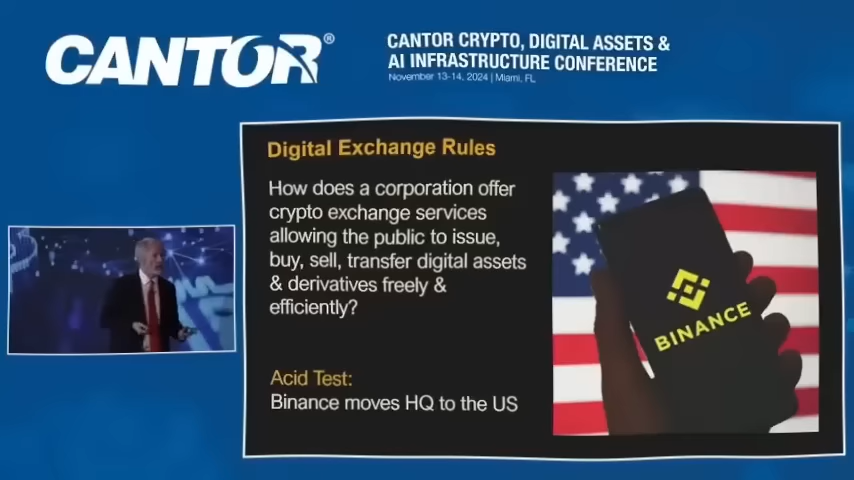 CANTOR®
CANTOR CRYPTO, DIGITAL ASSETS &
AI INFRASTRUCTURE CONFERENCE
November 13-14, 2024 | Miami, FL
Digital Exchange Rules
How does a corporation offer
crypto exchange services
allowing the public to issue,
buy, sell, transfer digital assets
& derivatives freely &
efficiently?
Acid Test:
Binance moves HQ to the US
BINANCE